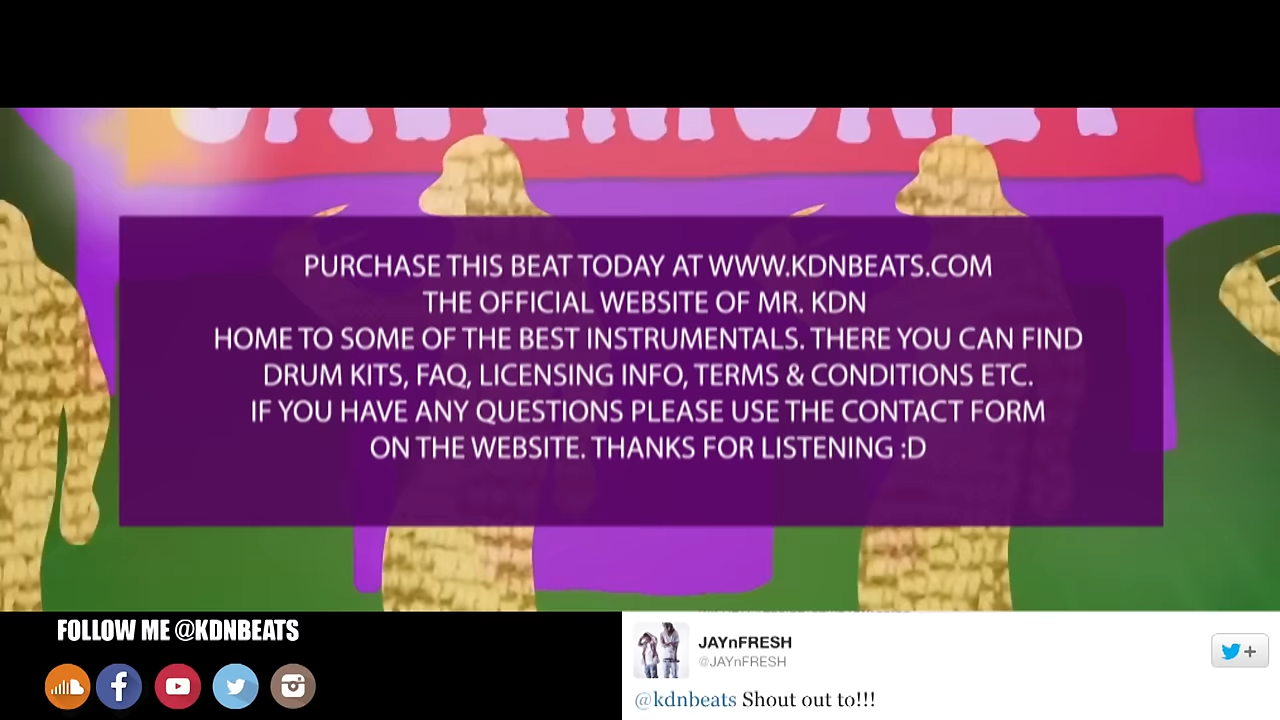 PURCHASE THIS BEAT TODAY AT WWW.KDNBEATS.COM
THE OFFICIAL WEBSITE OF MR. KDN
HOME TO SOME OF THE BEST INSTRUMENTALS. THERE YOU CAN FIND
DRUM KITS, FAQ, LICENSING INFO, TERMS & CONDITIONS ETC.
IF YOU HAVE ANY QUESTIONS PLEASE USE THE CONTACT FORM
ON THE WEBSITE. THANKS FOR LISTENING :D
FOLLOW ME @KDNBEATS
JAYnFRESH
@JAYnFRESH
@kdnbeats Shout out to!!!